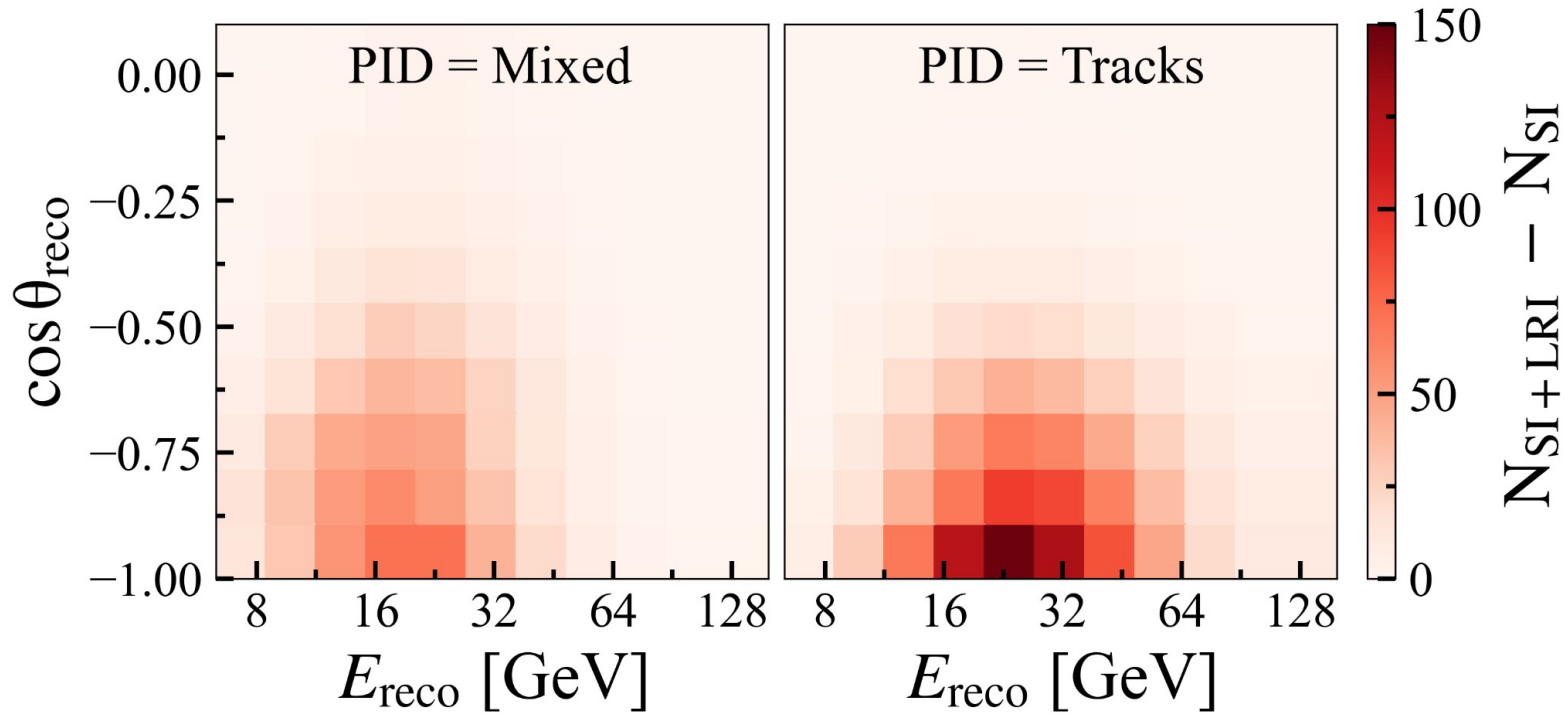 PID = Mixed
PID = Tracks
0.00
−0.25
−0.50
−0.75
−1.00
cos θreco
8 16 32 64 128
8 16 32 64 128
Ereco [GeV]
Ereco [GeV]
150
100
50
0
NSI + LRI − NSI